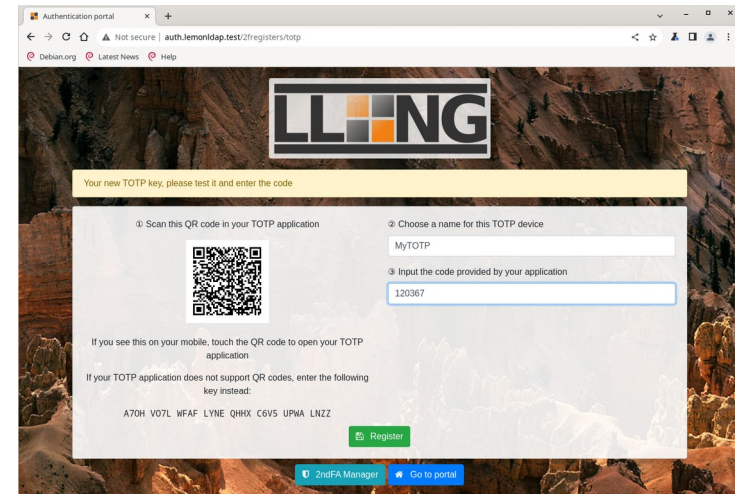 Authentication portal
Not secure | auth.lemonldap.test/2fregisters/totp
Debian.org Latest News Help
LL NG
Your new TOTP key, please test it and enter the code
① Scan this QR code in your TOTP application
② Choose a name for this TOTP device
MyTOTP
③ Input the code provided by your application
120367
If you see this on your mobile, touch the QR code to open your TOTP
application
If your TOTP application does not support QR codes, enter the following
key instead:
A7OH VO7L WFAF LYNE QHHX C6V5 UPWA LNZZ
Register
2ndFA Manager
Go to portal